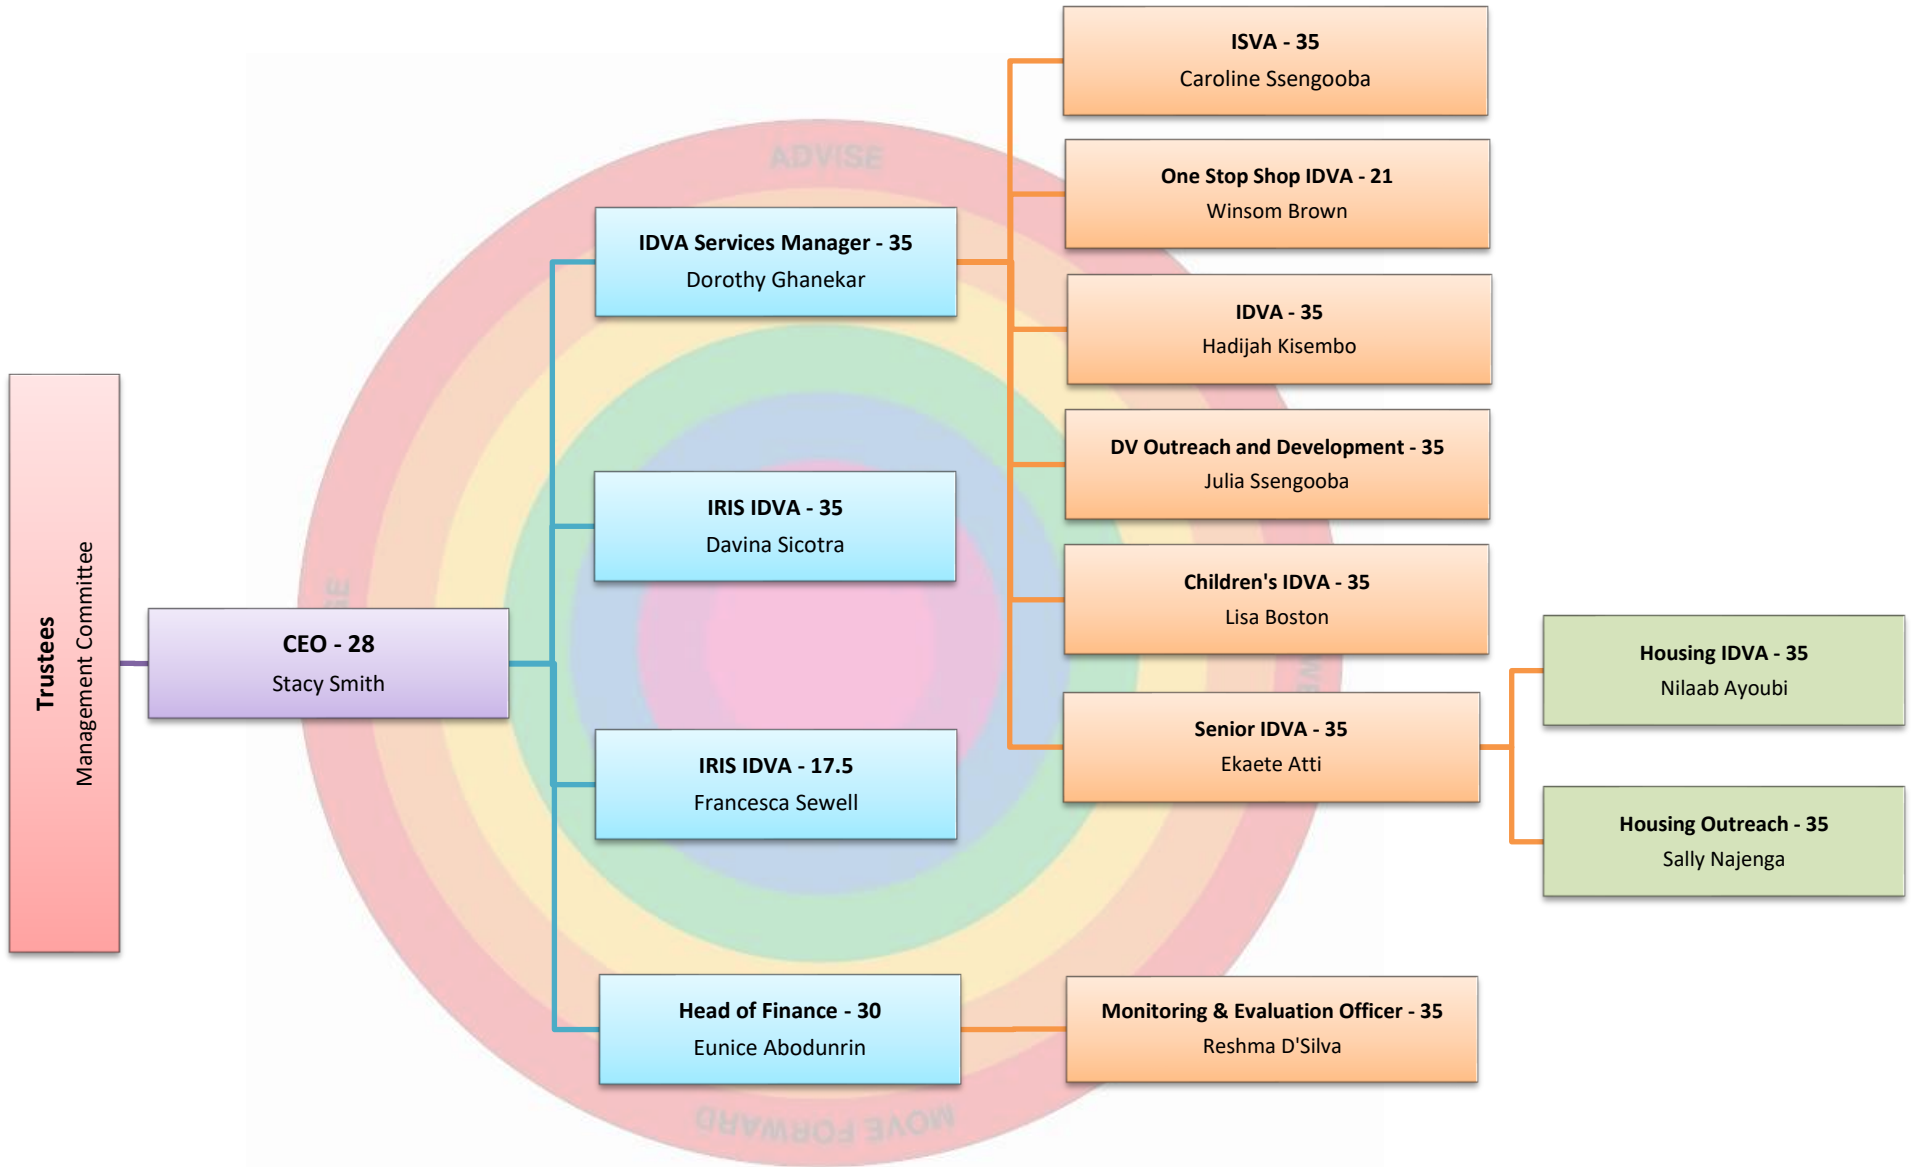 Trustees
Management Committee
CEO - 28
Stacy Smith
IDVA Services Manager - 35
Dorothy Ghanekar
IRIS IDVA - 35
Davina Sicotra
IRIS IDVA - 17.5
Francesca Sewell
Head of Finance - 30
Eunice Abodunrin
ISVA - 35
Caroline Ssengooba
One Stop Shop IDVA - 21
Winsom Brown
IDVA - 35
Hadijah Kisembo
DV Outreach and Development - 35
Julia Ssengooba
Children's IDVA - 35
Lisa Boston
Senior IDVA - 35
Ekaete Atti
Monitoring & Evaluation Officer - 35
Reshma D'Silva
Housing IDVA - 35
Nilaab Ayoubi
Housing Outreach - 35
Sally Najenga
ADVISE
MOVE FORWARD